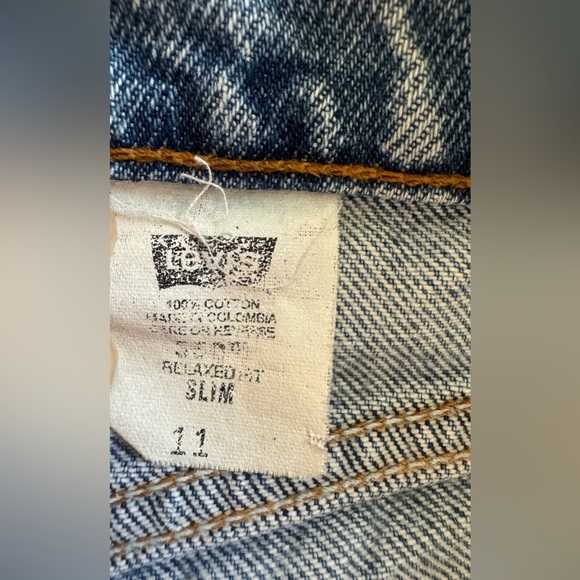 Levi's
100% COTTON
MADE IN COLOMBIA
CARE ON REVERSE
RELAXED FIT
SLIM
11